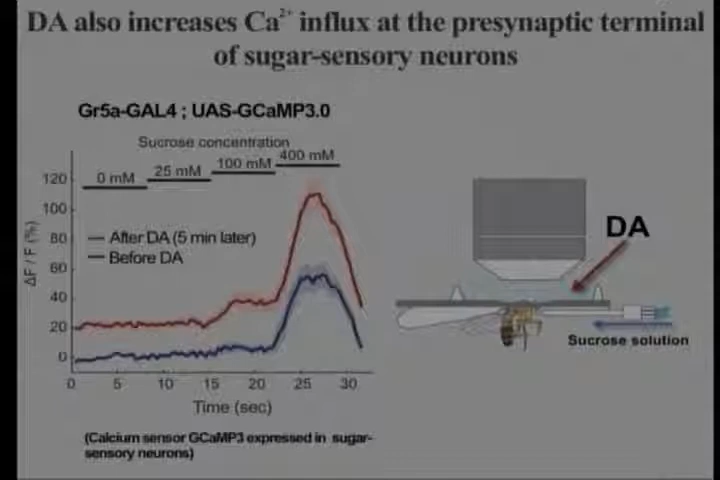 DA also increases Ca2+ influx at the presynaptic terminal
of sugar-sensory neurons
Gr5a-GAL4 ; UAS-GCaMP3.0
Sucrose concentration
0 mM
25 mM
100 mM
400 mM
120
100
80
60
40
20
0
ΔF / F (%)
After DA (5 min later)
Before DA
0 5 10 15 20 25 30
Time (sec)
(Calcium sensor GCaMP3 expressed in sugar-
sensory neurons)
DA
Sucrose solution